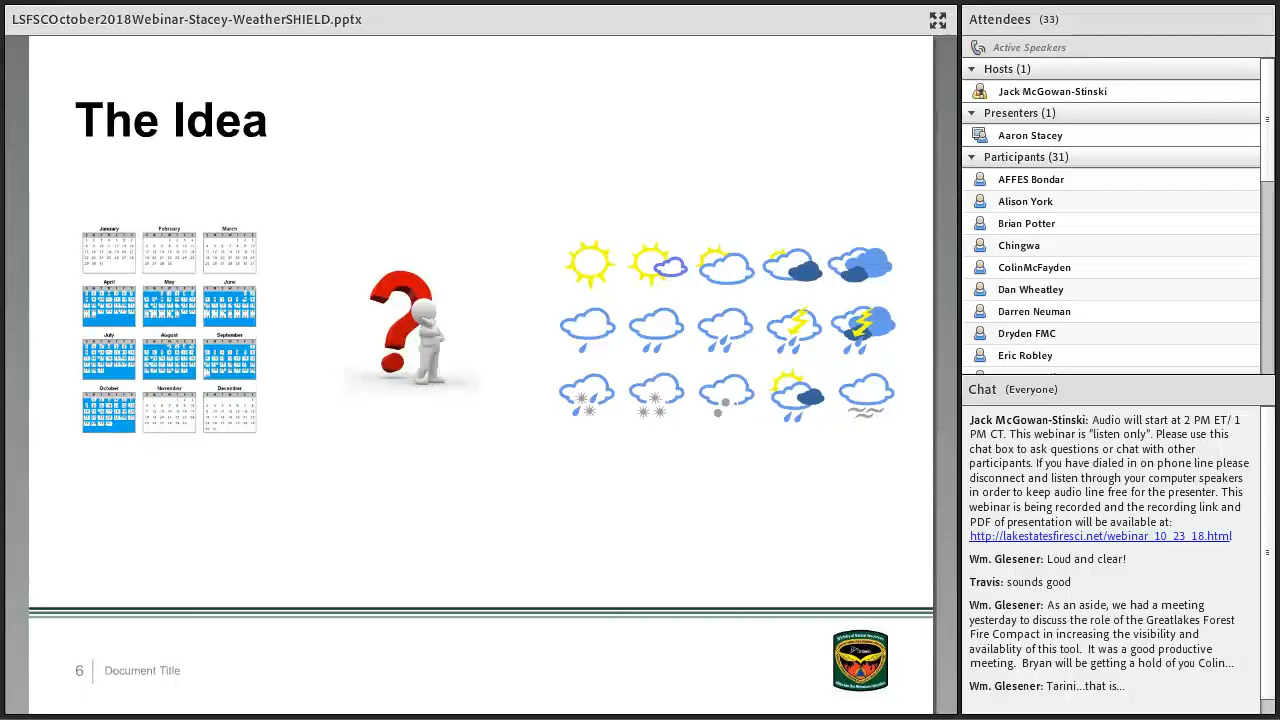 LSFSCOctober2018Webinar-Stacey-WeatherSHIELD.pptx
The Idea
January February March
April May June
July August September
October November December
6 Document Title
Attendees (33)
Active Speakers
Hosts (1)
Jack McGowan-Stinski
Presenters (1)
Aaron Stacey
Participants (31)
AFFES Bondar
Alison York
Brian Potter
Chingwa
ColinMcFayden
Dan Wheatley
Darren Neuman
Dryden FMC
Eric Robley
Chat (Everyone)
Jack McGowan-Stinski: Audio will start at 2 PM ET/ 1
PM CT. This webinar is "listen only". Please use this
chat box to ask questions or chat with other
participants. If you have dialed in on phone line please
disconnect and listen through your computer speakers
in order to keep audio line free for the presenter. This
webinar is being recorded and the recording link and
PDF of presentation will be available at:
http://lakestatesfiresci.net/webinar_10_23_18.html
Wm. Glesener: Loud and clear!
Travis: sounds good
Wm. Glesener: As an aside, we had a meeting
yesterday to discuss the role of the Greatlakes Forest
Fire Compact in increasing the visibility and
availablity of this tool. It was a good productive
meeting. Bryan will be getting a hold of you Colin...
Wm. Glesener: Tarini...that is...